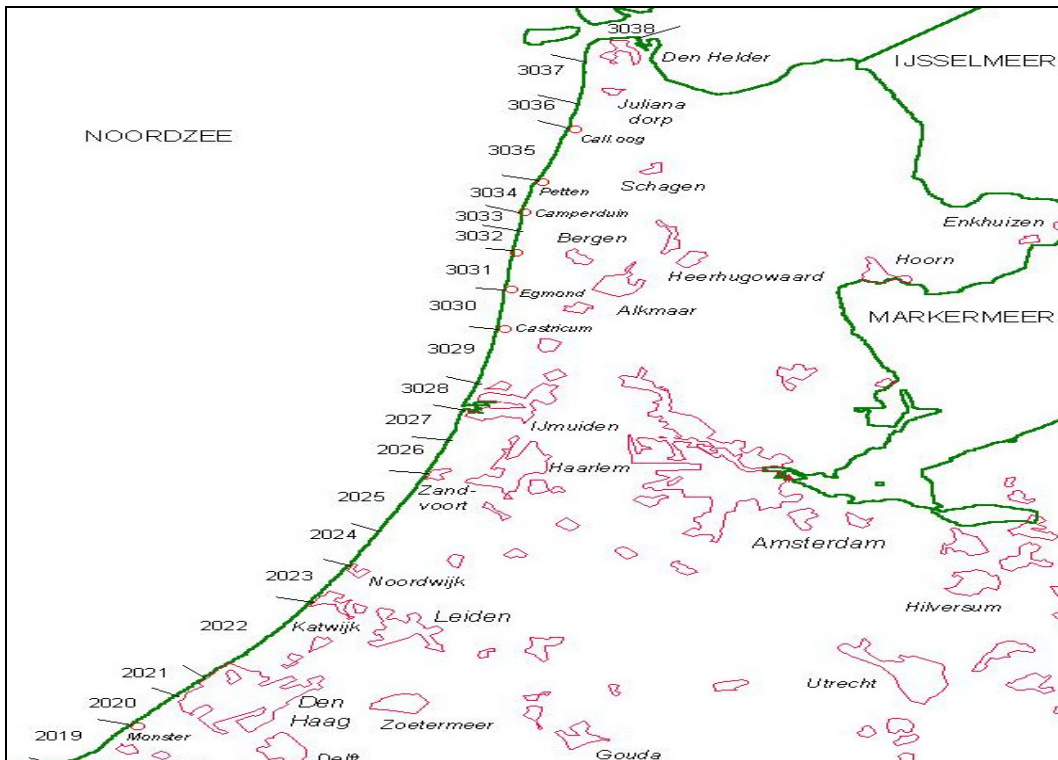 3038
Den Helder
IJSSELMEER
3037
3036
Juliana
dorp
NOORDZEE
Call.oog
3035
Schagen
3034
Petten
3033
Camperduin
Enkhuizen
3032
Bergen
Hoorn
3031
Heerhugowaard
Egmond
3030
Alkmaar
MARKERMEER
Castricum
3029
3028
2027
IJmuiden
2026
Haarlem
2025
Zand-
voort
2024
Amsterdam
2023
Noordwijk
Hilversum
Leiden
2022
Katwijk
2021
Utrecht
2020
Den
Haag
Zoetermeer
2019
Monster
Gouda
Delft